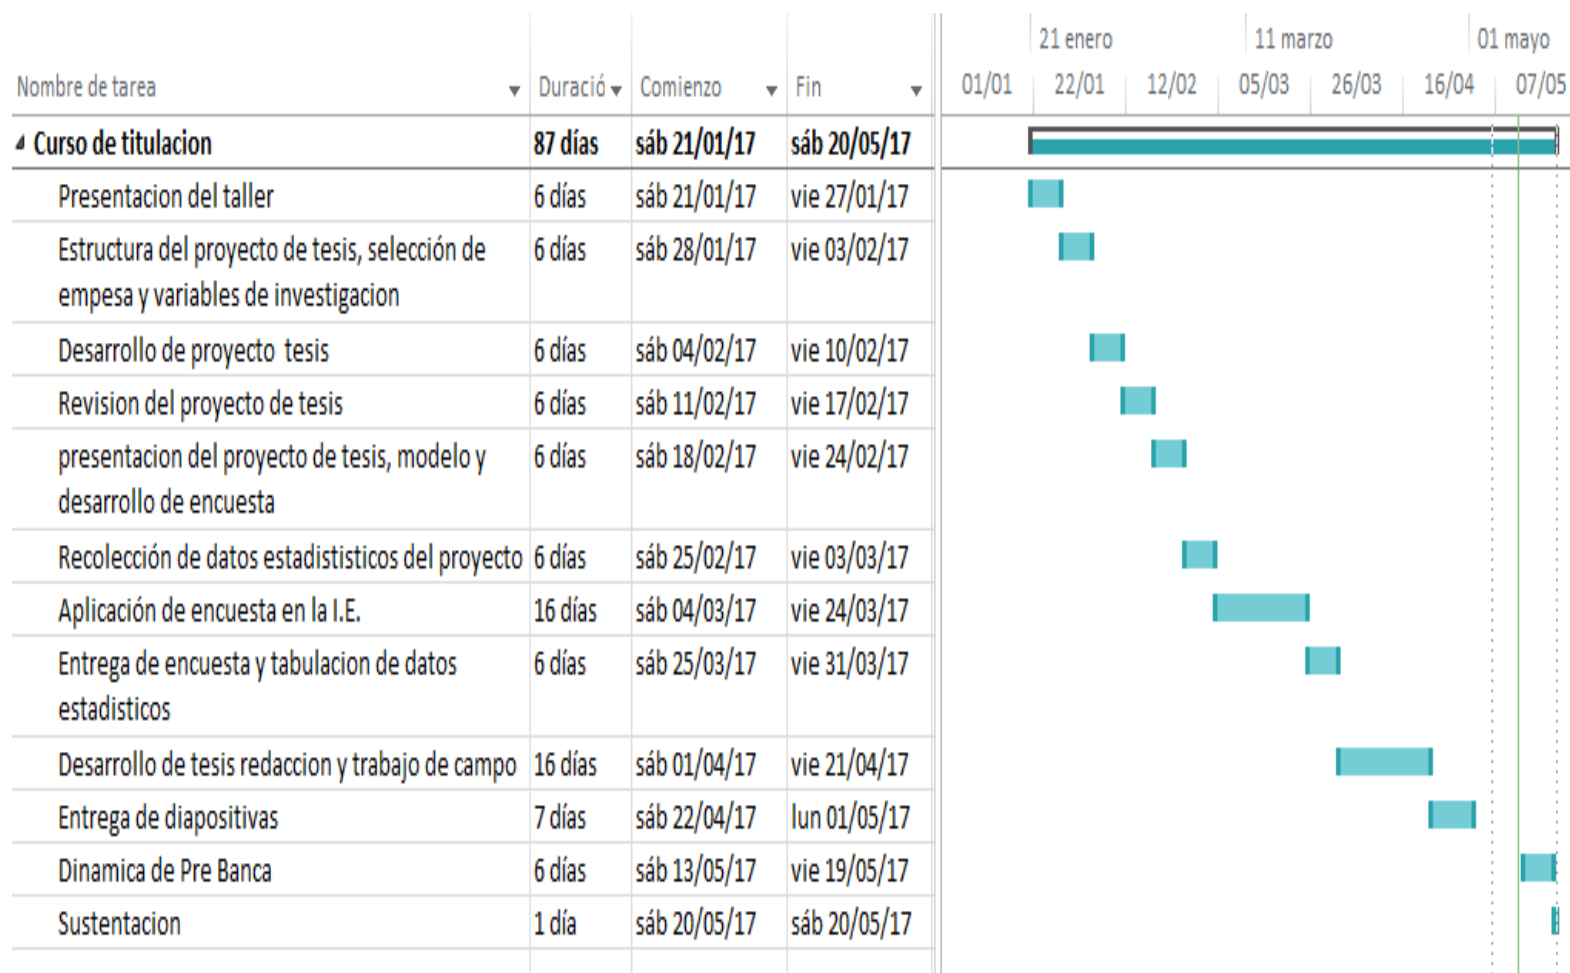 21 enero 11 marzo 01 mayo
Nombre de tarea Duració Comienzo Fin 01/01 22/01 12/02 05/03 26/03 16/04 07/05
Curso de titulacion 87 días sáb 21/01/17 sáb 20/05/17
Presentacion del taller 6 días sáb 21/01/17 vie 27/01/17
Estructura del proyecto de tesis, selección de 6 días sáb 28/01/17 vie 03/02/17
empesa y variables de investigacion
Desarrollo de proyecto tesis 6 días sáb 04/02/17 vie 10/02/17
Revision del proyecto de tesis 6 días sáb 11/02/17 vie 17/02/17
presentacion del proyecto de tesis, modelo y 6 días sáb 18/02/17 vie 24/02/17
desarrollo de encuesta
Recolección de datos estadististicos del proyecto 6 días sáb 25/02/17 vie 03/03/17
Aplicación de encuesta en la I.E. 16 días sáb 04/03/17 vie 24/03/17
Entrega de encuesta y tabulacion de datos 6 días sáb 25/03/17 vie 31/03/17
estadisticos
Desarrollo de tesis redaccion y trabajo de campo 16 días sáb 01/04/17 vie 21/04/17
Entrega de diapositivas 7 días sáb 22/04/17 lun 01/05/17
Dinamica de Pre Banca 6 días sáb 13/05/17 vie 19/05/17
Sustentacion 1 día sáb 20/05/17 sáb 20/05/17